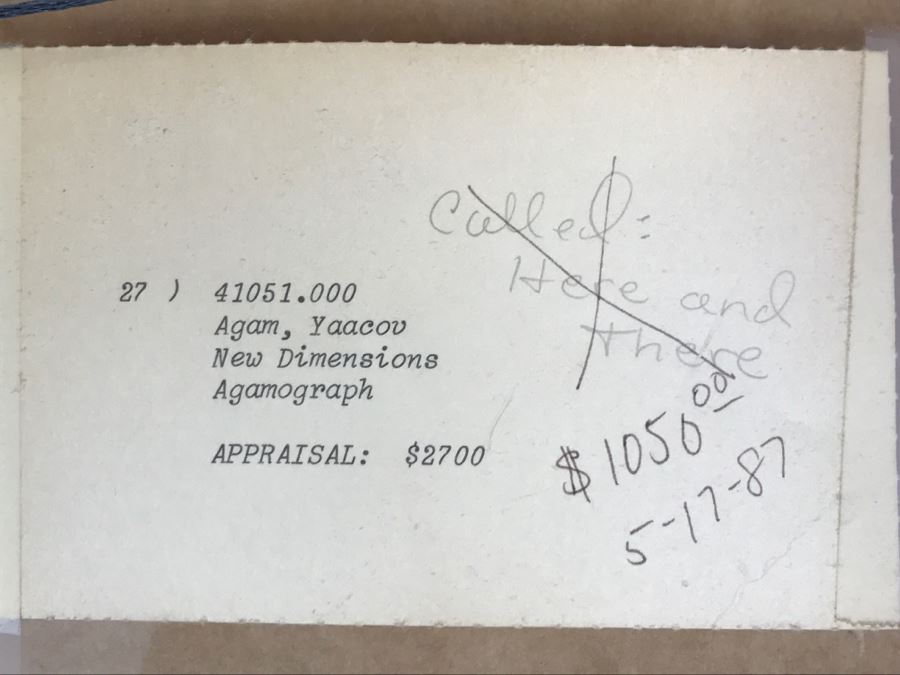 Called:
Here and
there
27 ) 41051.000
Agam, Yaacov
New Dimensions
Agamograph
APPRAISAL: $2700
$1050.00
5-17-87